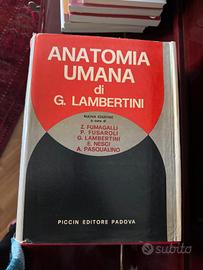 ANATOMIA
UMANA
di
G. LAMBERTINI
NUOVA EDIZIONE
a cura di
Z. FUMAGALLI
P. FUSAROLI
G. LAMBERTINI
E. NESCI
A. PASQUALINO
PICCIN EDITORE PADOVA
subito